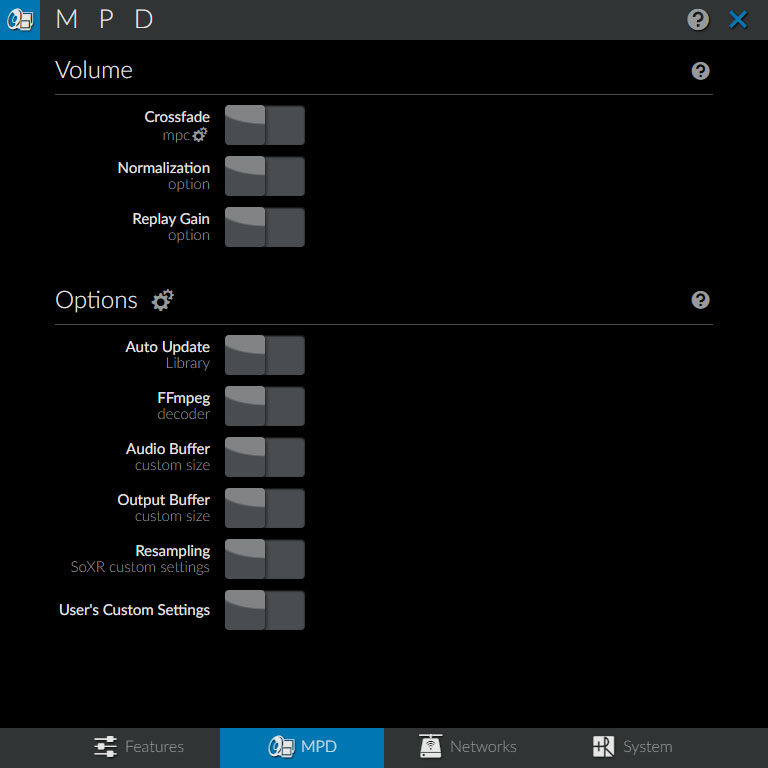 M P D
Volume
Crossfade
mpc
Normalization
option
Replay Gain
option
Options
Auto Update
Library
FFmpeg
decoder
Audio Buffer
custom size
Output Buffer
custom size
Resampling
SoXR custom settings
User's Custom Settings
Features
MPD
Networks
System